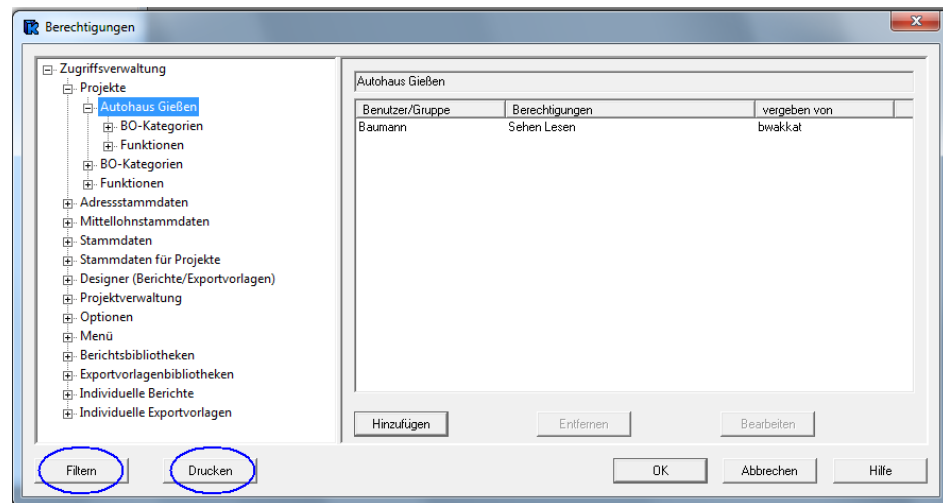 Berechtigungen
Zugriffsverwaltung
Projekte
Autohaus Gießen
BO-Kategorien
Funktionen
BO-Kategorien
Funktionen
Adressstammdaten
Mittellohnstammdaten
Stammdaten
Stammdaten für Projekte
Designer (Berichte/Exportvorlagen)
Projektverwaltung
Optionen
Menü
Berichtsbibliotheken
Exportvorlagenbibliotheken
Individuelle Berichte
Individuelle Exportvorlagen
Autohaus Gießen
Benutzer/Gruppe Berechtigungen vergeben von
Baumann Sehen Lesen bwakkat
Hinzufügen Entfernen Bearbeiten
Filtern Drucken OK Abbrechen Hilfe